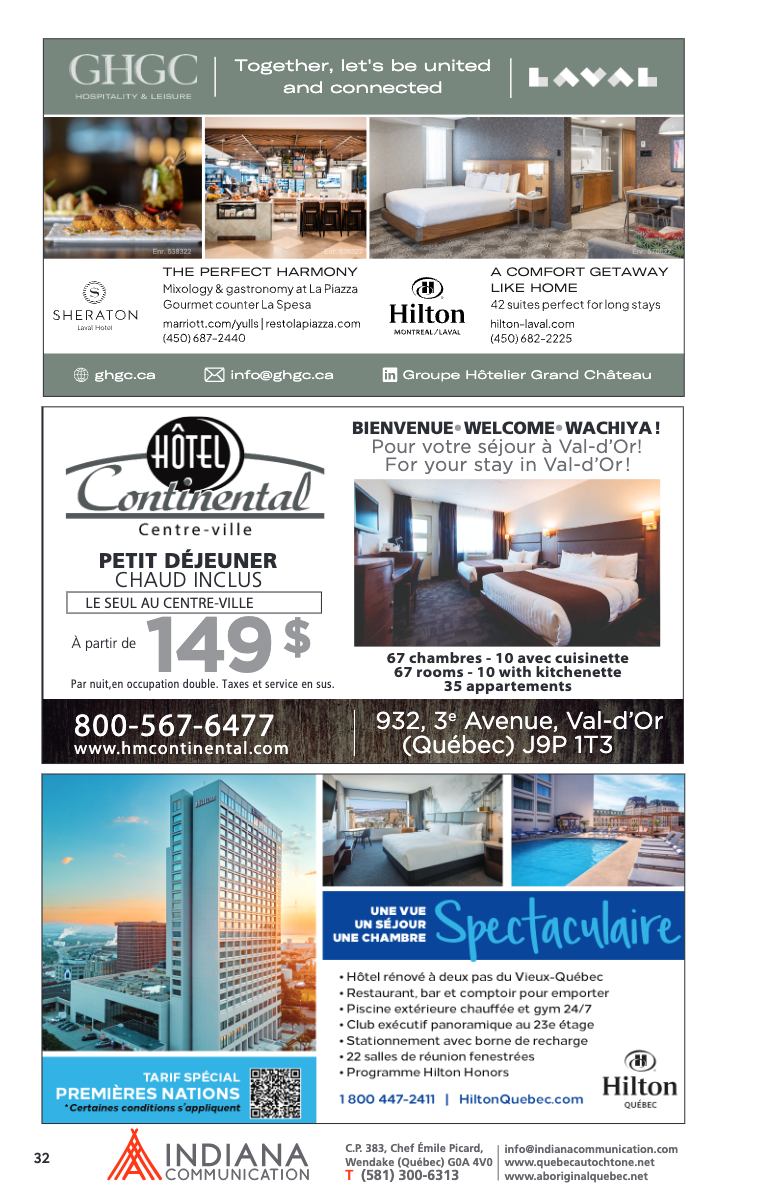 GHGC
HOSPITALITY & LEISURE
Together, let's be united
and connected
LAVAL
Enr. 538322
THE PERFECT HARMONY
Mixology & gastronomy at La Piazza
Gourmet counter La Spesa
marriott.com/yulls | restolapiazza.com
(450) 687-2440
S
SHERATON
Laval Hotel
A COMFORT GETAWAY
LIKE HOME
42 suites perfect for long stays
hilton-laval.com
(450) 682-2225
H
Hilton
MONTREAL/LAVAL
ghgc.ca
info@ghgc.ca
in Groupe Hôtelier Grand Château
HÔTEL
Continental
Centre-ville
PETIT DÉJEUNER
CHAUD INCLUS
LE SEUL AU CENTRE-VILLE
À partir de 149 $
Par nuit,en occupation double. Taxes et service en sus.
BIENVENUE•WELCOME•WACHIYA!
Pour votre séjour à Val-d'Or!
For your stay in Val-d'Or!
67 chambres - 10 avec cuisinette
67 rooms - 10 with kitchenette
35 appartements
800-567-6477
www.hmcontinental.com
932, 3e Avenue, Val-d'Or
(Québec) J9P 1T3
Hilton
UNE VUE
UN SÉJOUR
UNE CHAMBRE
Spectaculaire
• Hôtel rénové à deux pas du Vieux-Québec
• Restaurant, bar et comptoir pour emporter
• Piscine extérieure chauffée et gym 24/7
• Club exécutif panoramique au 23e étage
• Stationnement avec borne de recharge
• 22 salles de réunion fenestrées
• Programme Hilton Honors
1 800 447-2411 | HiltonQuebec.com
H
Hilton
QUÉBEC
TARIF SPÉCIAL
PREMIÈRES NATIONS
*Certaines conditions s'appliquent
32
INDIANA
COMMUNICATION
C.P. 383, Chef Émile Picard,
Wendake (Québec) G0A 4V0
T (581) 300-6313
info@indianacommunication.com
www.quebecautochtone.net
www.aboriginalquebec.net